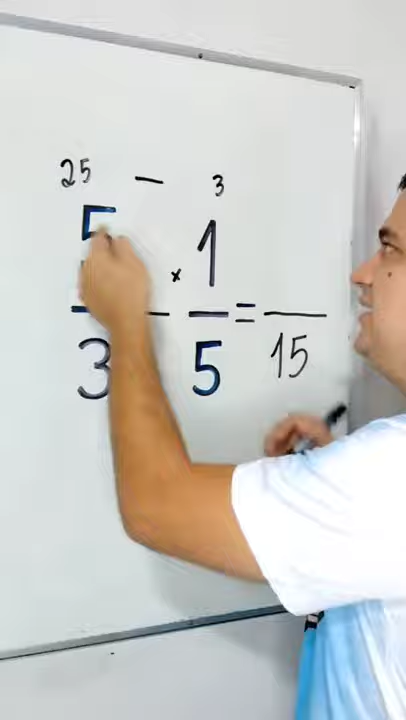 25 – 3
5 × 1
— – — = —
3 5 15